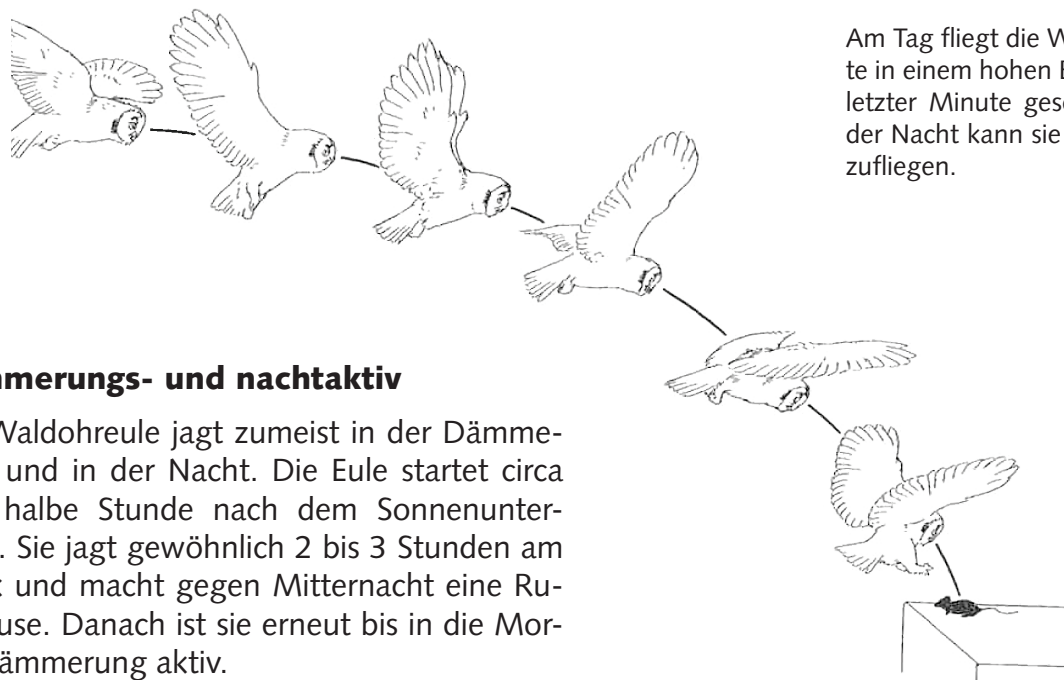 Am Tag fliegt die W
te in einem hohen
letzter Minute ges
der Nacht kann sie
zufliegen.
merungs- und nachtaktiv
Waldohreule jagt zumeist in der Dämme-
und in der Nacht. Die Eule startet circa
halbe Stunde nach dem Sonnenunter-
. Sie jagt gewöhnlich 2 bis 3 Stunden am
und macht gegen Mitternacht eine Ru-
use. Danach ist sie erneut bis in die Mor-
ämmerung aktiv.